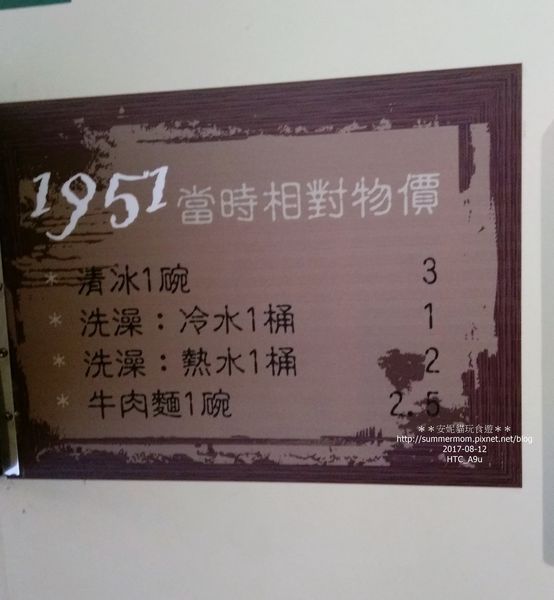 1951 當時相對物價
* 清冰1碗 3
* 洗澡：冷水1桶 1
* 洗澡：熱水1桶 2
* 牛肉麵1碗 2.5
＊＊安妮貓玩食遊＊＊
http://summermom.pixnet.net/blog
2017-08-12
HTC_A9u